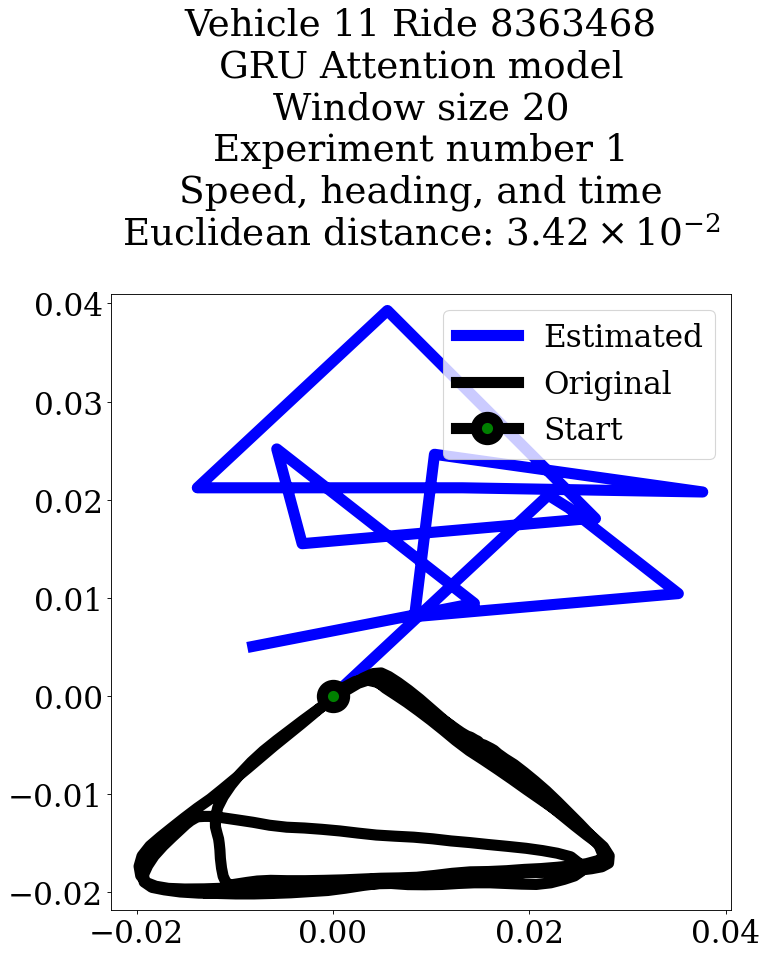 Vehicle 11 Ride 8363468
GRU Attention model
Window size 20
Experiment number 1
Speed, heading, and time
Euclidean distance: 3.42 × 10⁻²
0.04
Estimated
0.03
Original
Start
0.02
0.01
0.00
−0.01
−0.02
−0.02 0.00 0.02 0.04